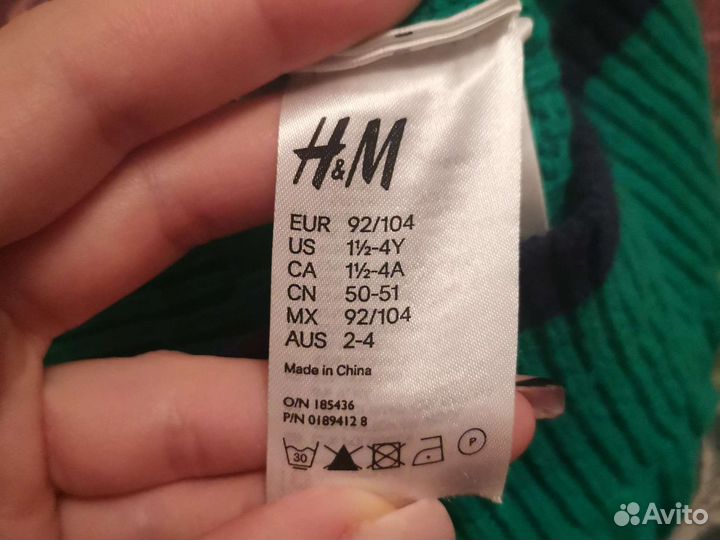 H&M
EUR 92/104
US 1½-4Y
CA 1½-4A
CN 50-51
MX 92/104
AUS 2-4
Made in China
O/N 185436
P/N 0189412 8
30 P
Avito